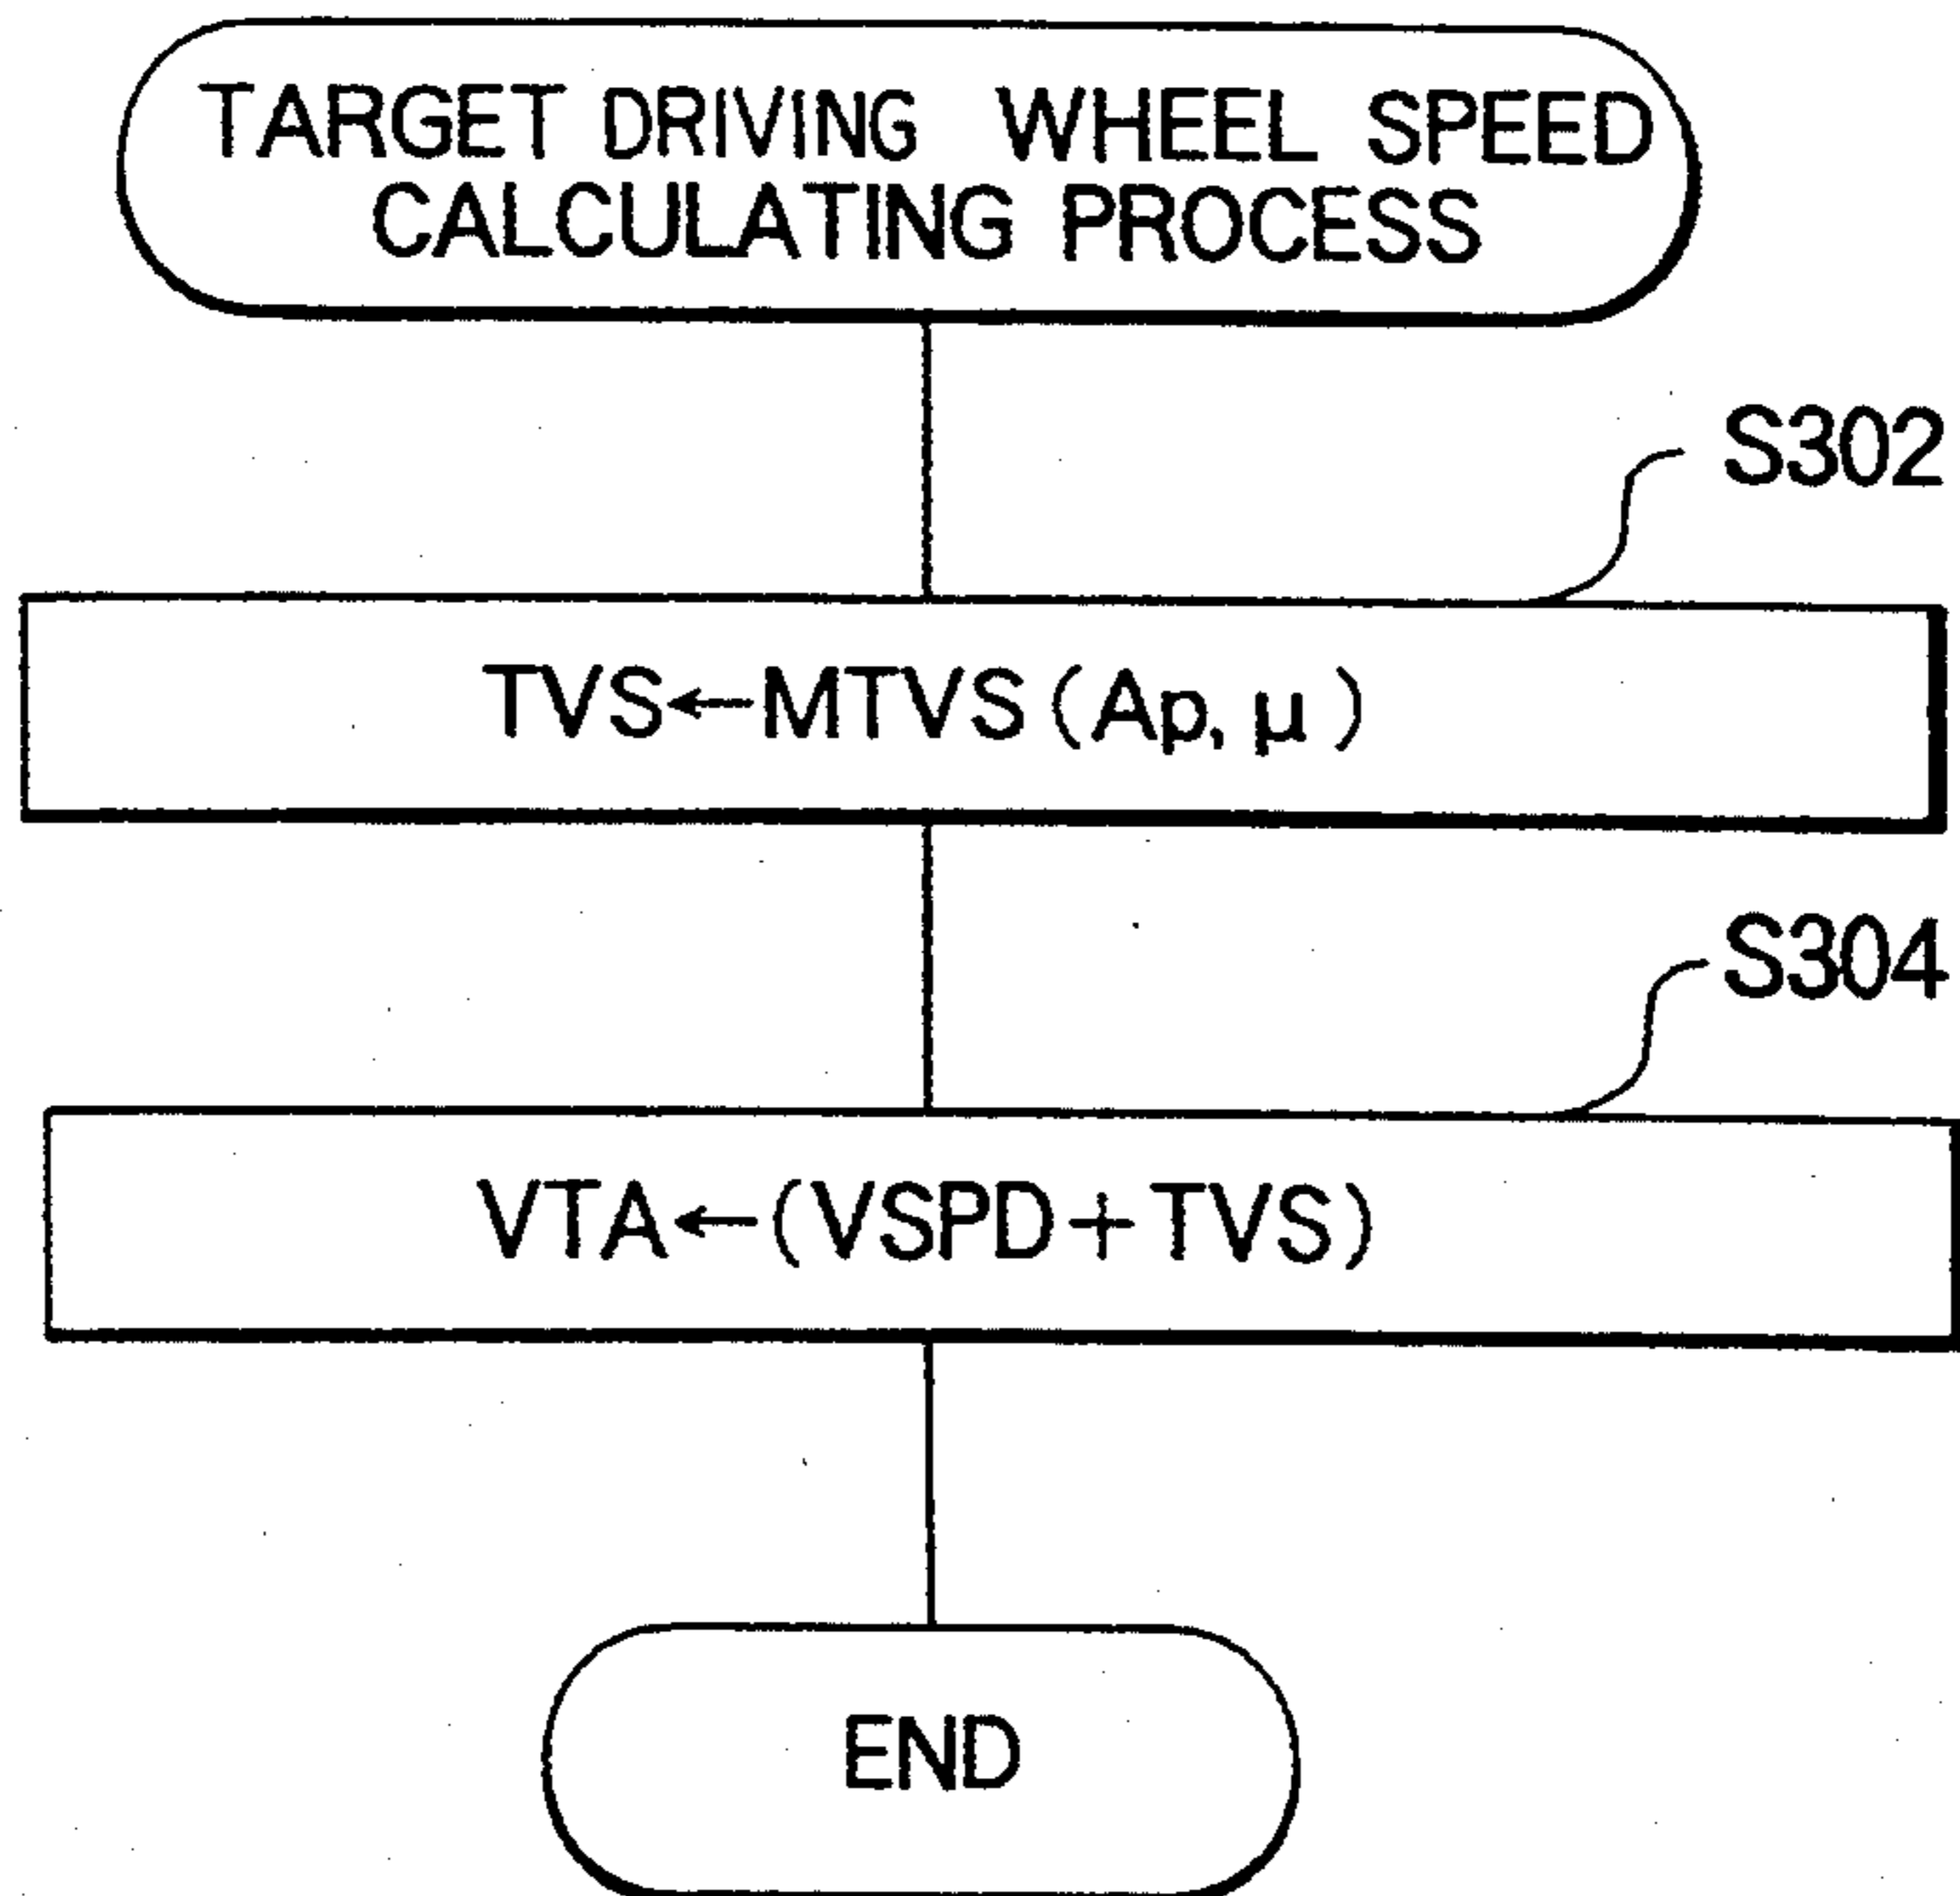 TARGET DRIVING WHEEL SPEED
CALCULATING PROCESS
S302
TVS←MTVS(Ap, μ)
S304
VTA←(VSPD+TVS)
END